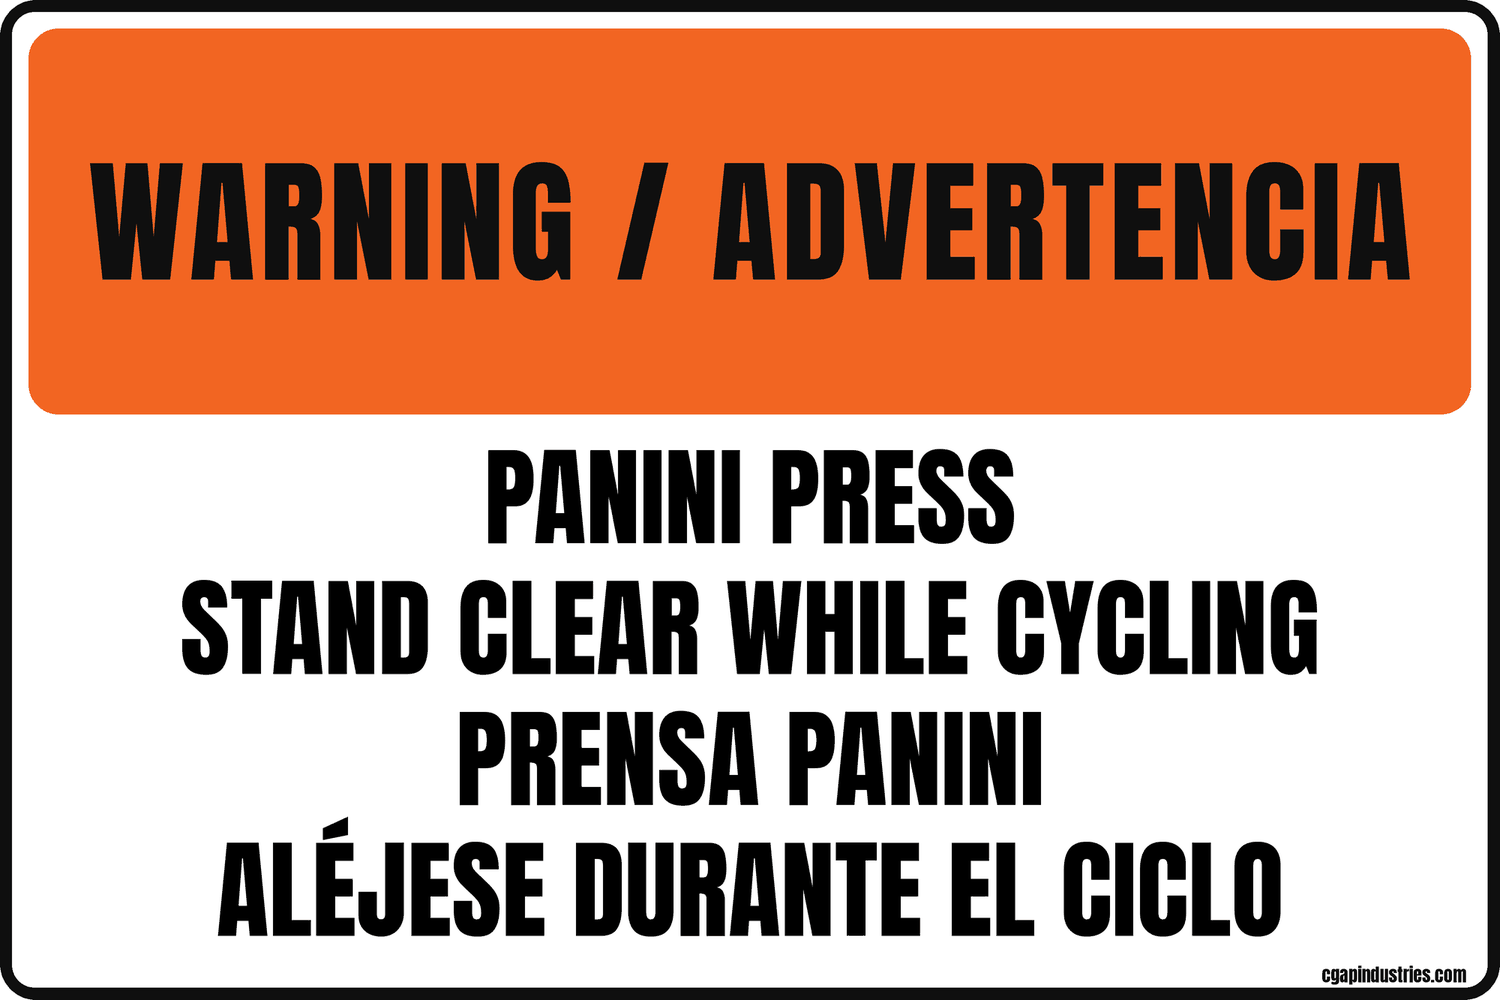 WARNING / ADVERTENCIA
PANINI PRESS
STAND CLEAR WHILE CYCLING
PRENSA PANINI
ALÉJESE DURANTE EL CICLO
cgapindustries.com